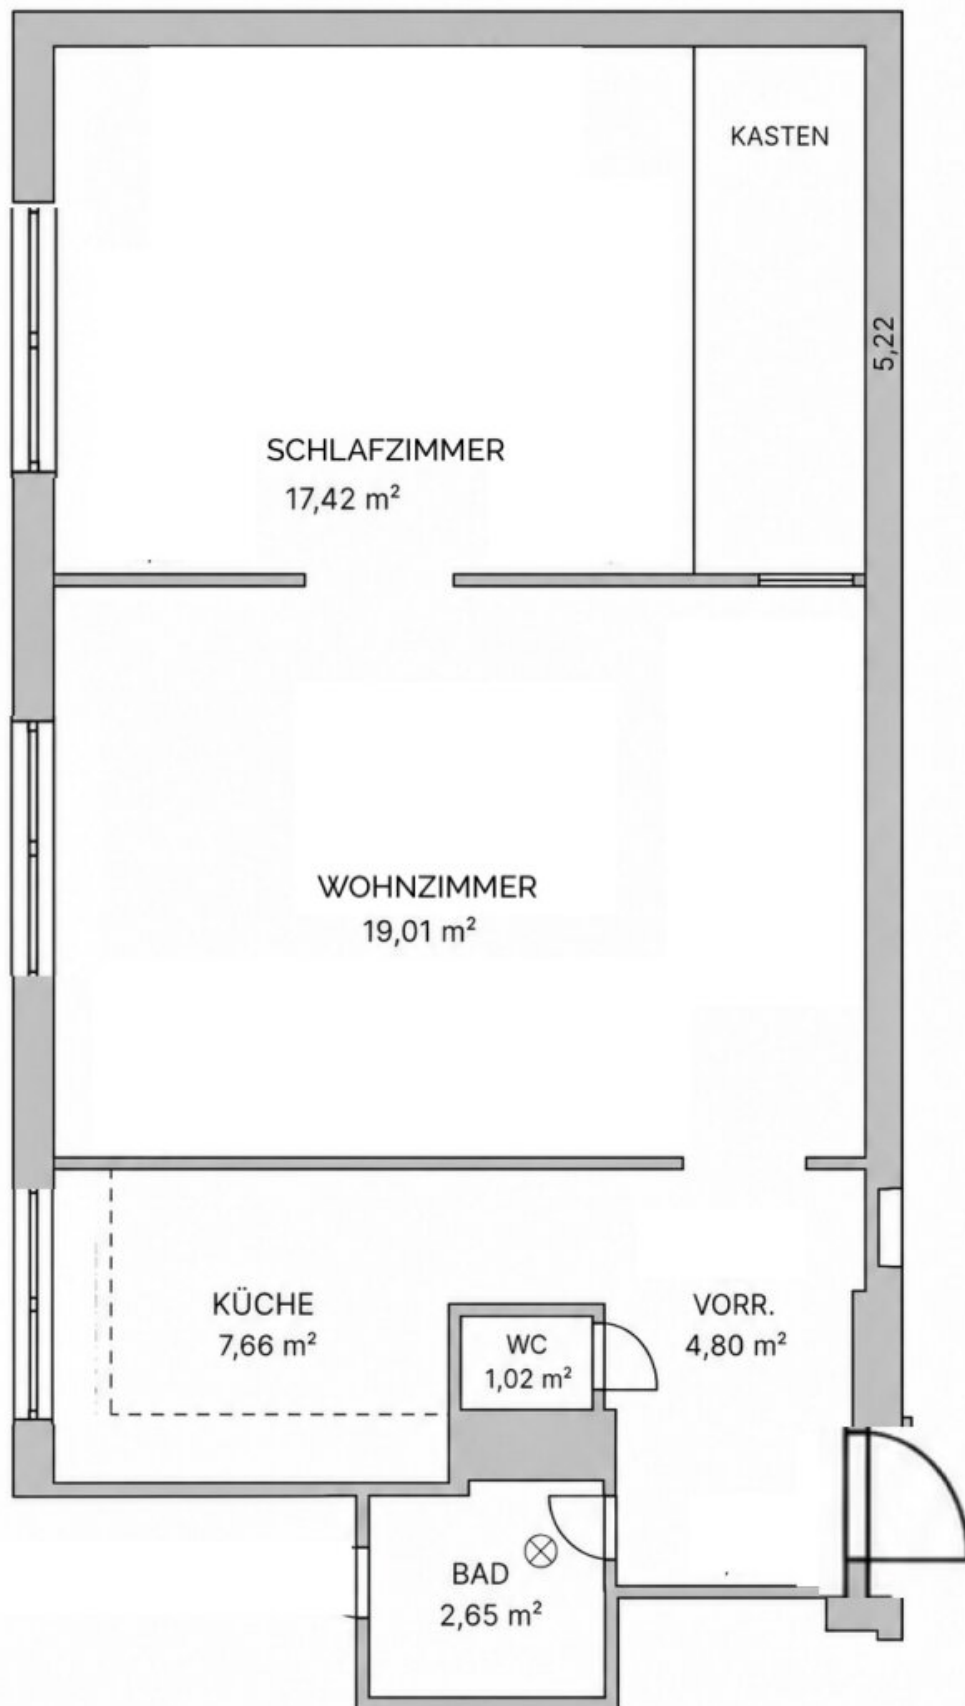 KASTEN
5,22
SCHLAFZIMMER
17,42 m²
WOHNZIMMER
19,01 m²
KÜCHE
7,66 m²
WC
1,02 m²
VORR.
4,80 m²
BAD
2,65 m²